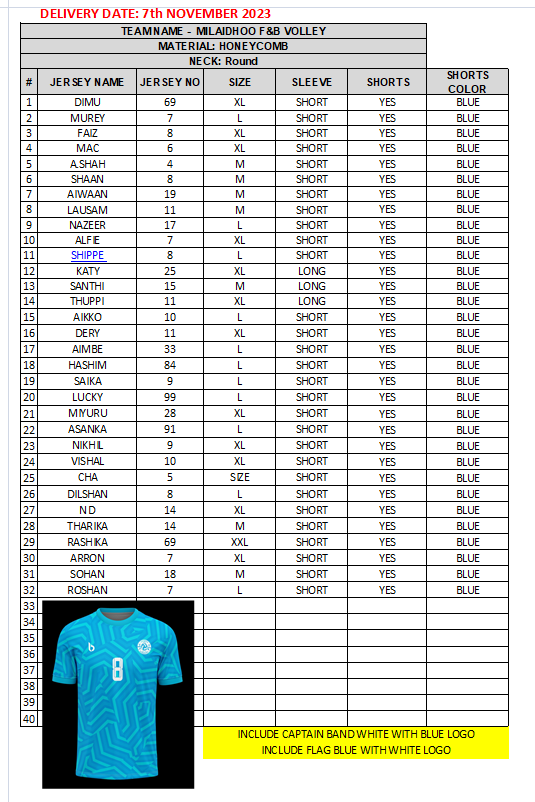 DELIVERY DATE: 7th NOVEMBER 2023
TEAM NAME - MILAIDHOO F&B VOLLEY
MATERIAL: HONEYCOMB
NECK: Round
# JERSEY NAME JERSEY NO SIZE SLEEVE SHORTS SHORTS COLOR
1 DIMU 69 XL SHORT YES BLUE
2 MUREY 7 L SHORT YES BLUE
3 FAIZ 8 XL SHORT YES BLUE
4 MAC 6 XL SHORT YES BLUE
5 A.SHAH 4 M SHORT YES BLUE
6 SHAAN 8 M SHORT YES BLUE
7 AIWAAN 19 M SHORT YES BLUE
8 LAUSAM 11 M SHORT YES BLUE
9 NAZEER 17 L SHORT YES BLUE
10 ALFIE 7 XL SHORT YES BLUE
11 SHIPPE 8 L SHORT YES BLUE
12 KATY 25 XL LONG YES BLUE
13 SANTHI 15 M LONG YES BLUE
14 THUPPI 11 XL LONG YES BLUE
15 AIKKO 10 L SHORT YES BLUE
16 DERY 11 XL SHORT YES BLUE
17 AIMBE 33 L SHORT YES BLUE
18 HASHIM 84 L SHORT YES BLUE
19 SAIKA 9 L SHORT YES BLUE
20 LUCKY 99 L SHORT YES BLUE
21 MIYURU 28 XL SHORT YES BLUE
22 ASANKA 91 L SHORT YES BLUE
23 NIKHIL 9 XL SHORT YES BLUE
24 VISHAL 10 XL SHORT YES BLUE
25 CHA 5 SIZE SHORT YES BLUE
26 DILSHAN 8 L SHORT YES BLUE
27 N D 14 XL SHORT YES BLUE
28 THARIKA 14 M SHORT YES BLUE
29 RASHIKA 69 XXL SHORT YES BLUE
30 ARRON 7 XL SHORT YES BLUE
31 SOHAN 18 M SHORT YES BLUE
32 ROSHAN 7 L SHORT YES BLUE
33
34
35
36
37
38
39
40
8
INCLUDE CAPTAIN BAND WHITE WITH BLUE LOGO
INCLUDE FLAG BLUE WITH WHITE LOGO